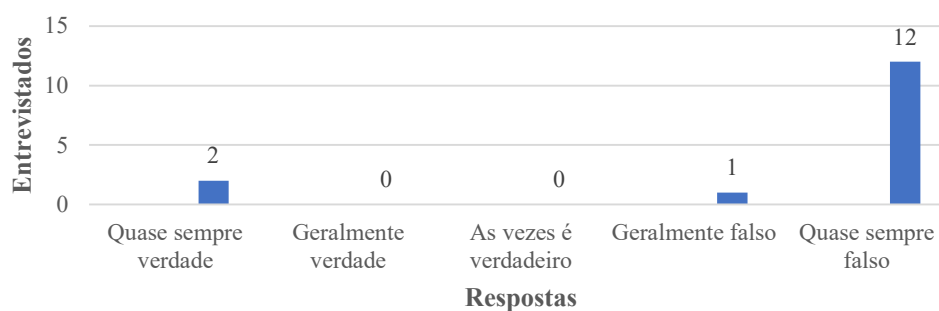 Entrevistados
15
10
5
0
2
0
0
1
12
Quase sempre
verdade
Geralmente
verdade
As vezes é
verdadeiro
Geralmente falso
Quase sempre
falso
Respostas